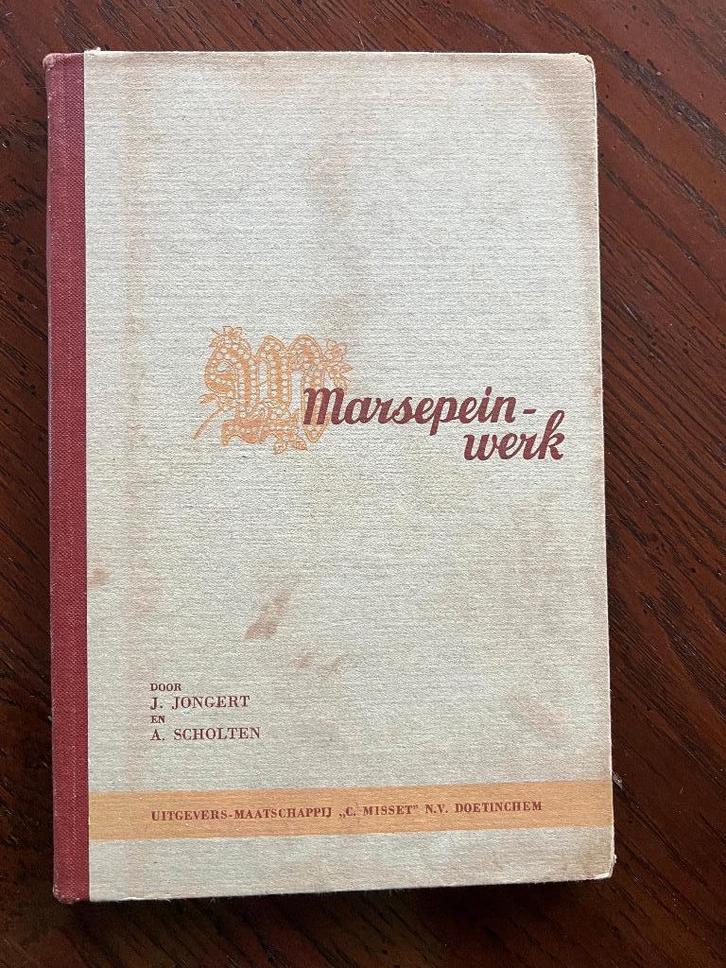 Marsepein-
werk
DOOR
J. JONGERT
EN
A. SCHOLTEN
UITGEVERS-MAATSCHAPPIJ „C. MISSET” N.V. DOETINCHEM